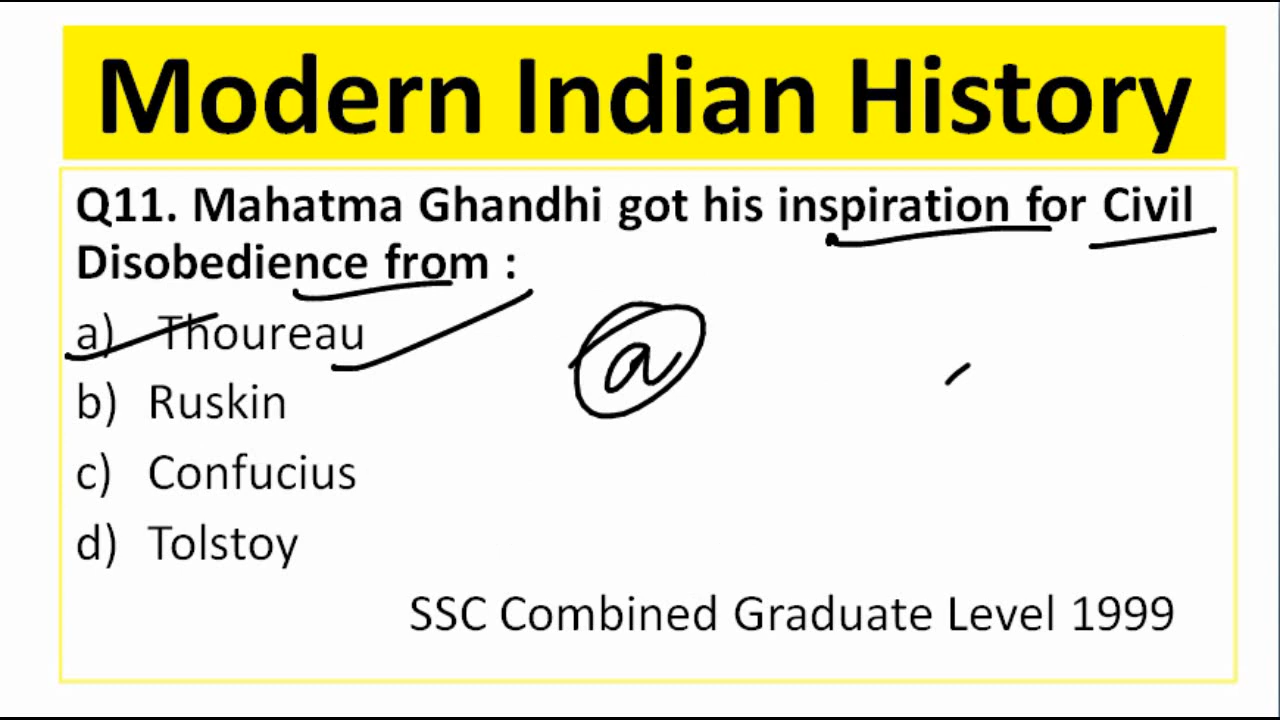 Modern Indian History
Q11. Mahatma Ghandhi got his inspiration for Civil
Disobedience from :
a) Thoureau
b) Ruskin
c) Confucius
d) Tolstoy
a
SSC Combined Graduate Level 1999